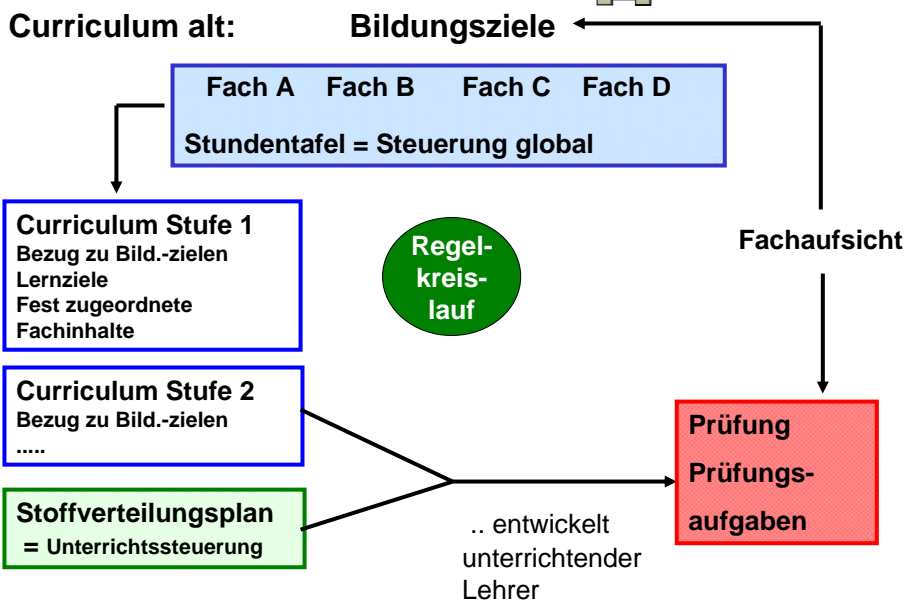 Curriculum alt: Bildungsziele
Fach A Fach B Fach C Fach D
Stundentafel = Steuerung global
Curriculum Stufe 1
Bezug zu Bild.-zielen
Lernziele
Fest zugeordnete
Fachinhalte
Regel-
kreis-
lauf
Fachaufsicht
Curriculum Stufe 2
Bezug zu Bild.-zielen
.....
Stoffverteilungsplan
= Unterrichtssteuerung
.. entwickelt
unterrichtender
Lehrer
Prüfung
Prüfungs-
aufgaben